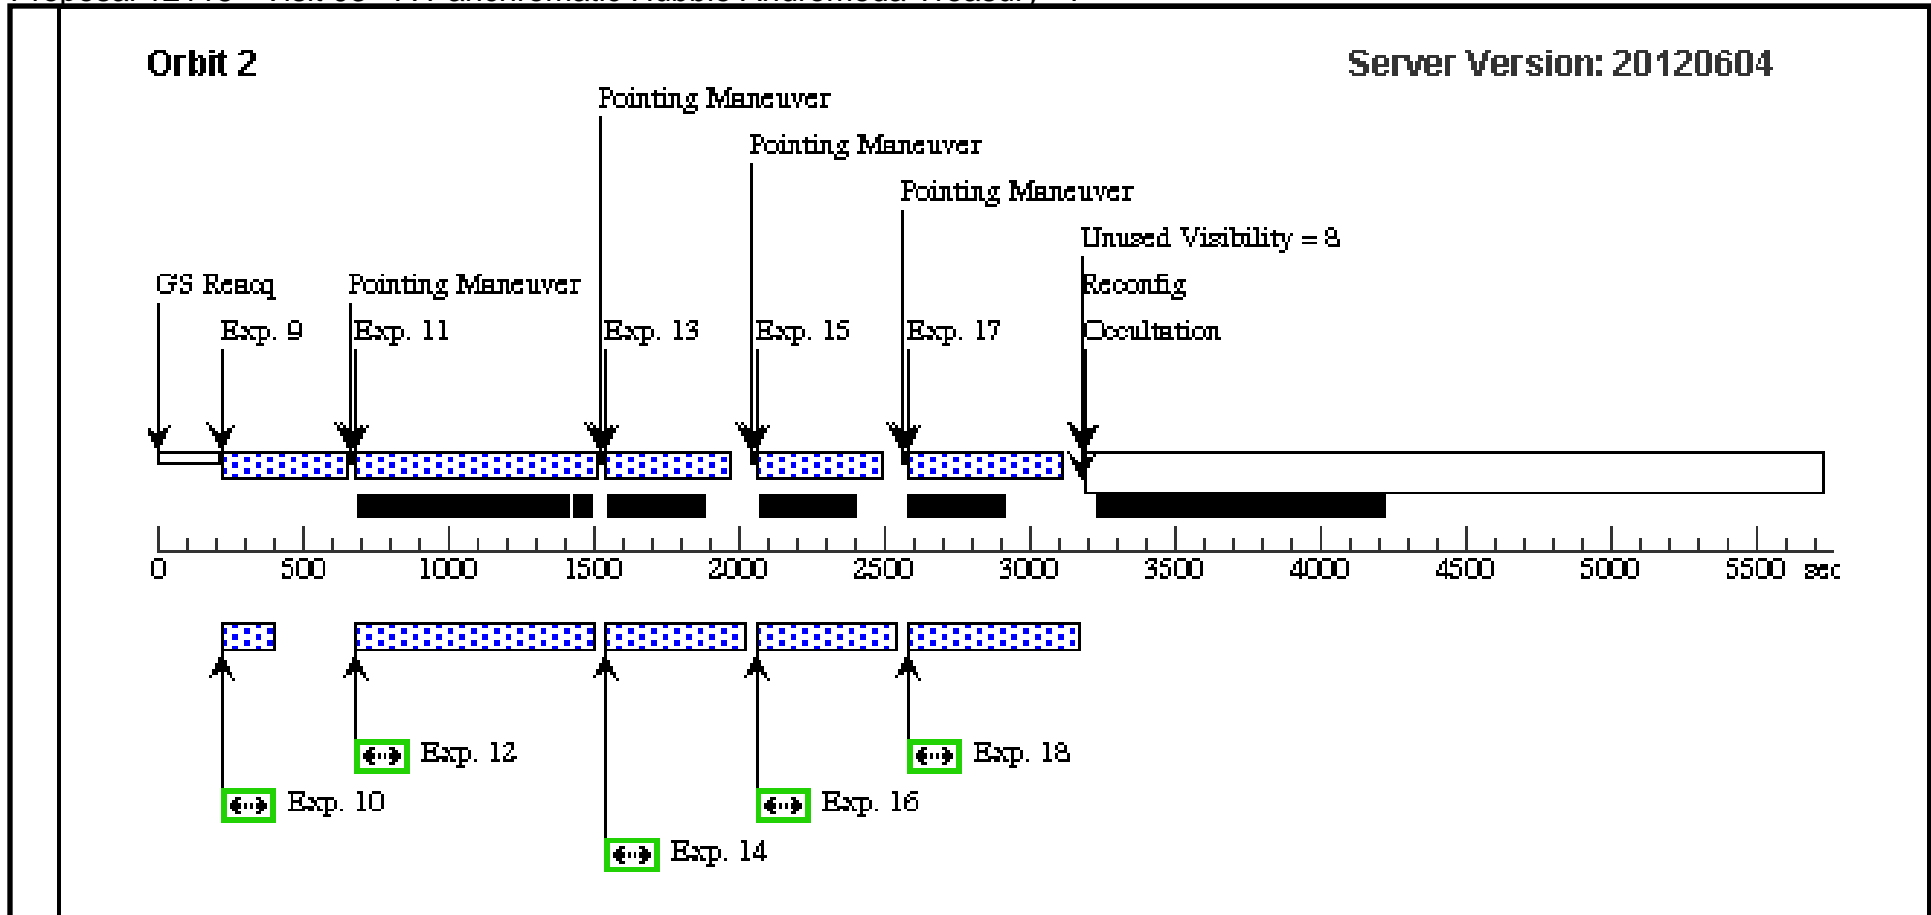 Orbit 2
Server Version: 20120604
Pointing Maneuver
Pointing Maneuver
Pointing Maneuver
Unused Visibility = 8
GS Reacq
Pointing Maneuver
Reconfig
Exp. 9
Exp. 11
Exp. 13
Exp. 15
Exp. 17
Occultation
0 500 1000 1500 2000 2500 3000 3500 4000 4500 5000 5500 sec
Exp. 12
Exp. 18
Exp. 10
Exp. 16
Exp. 14